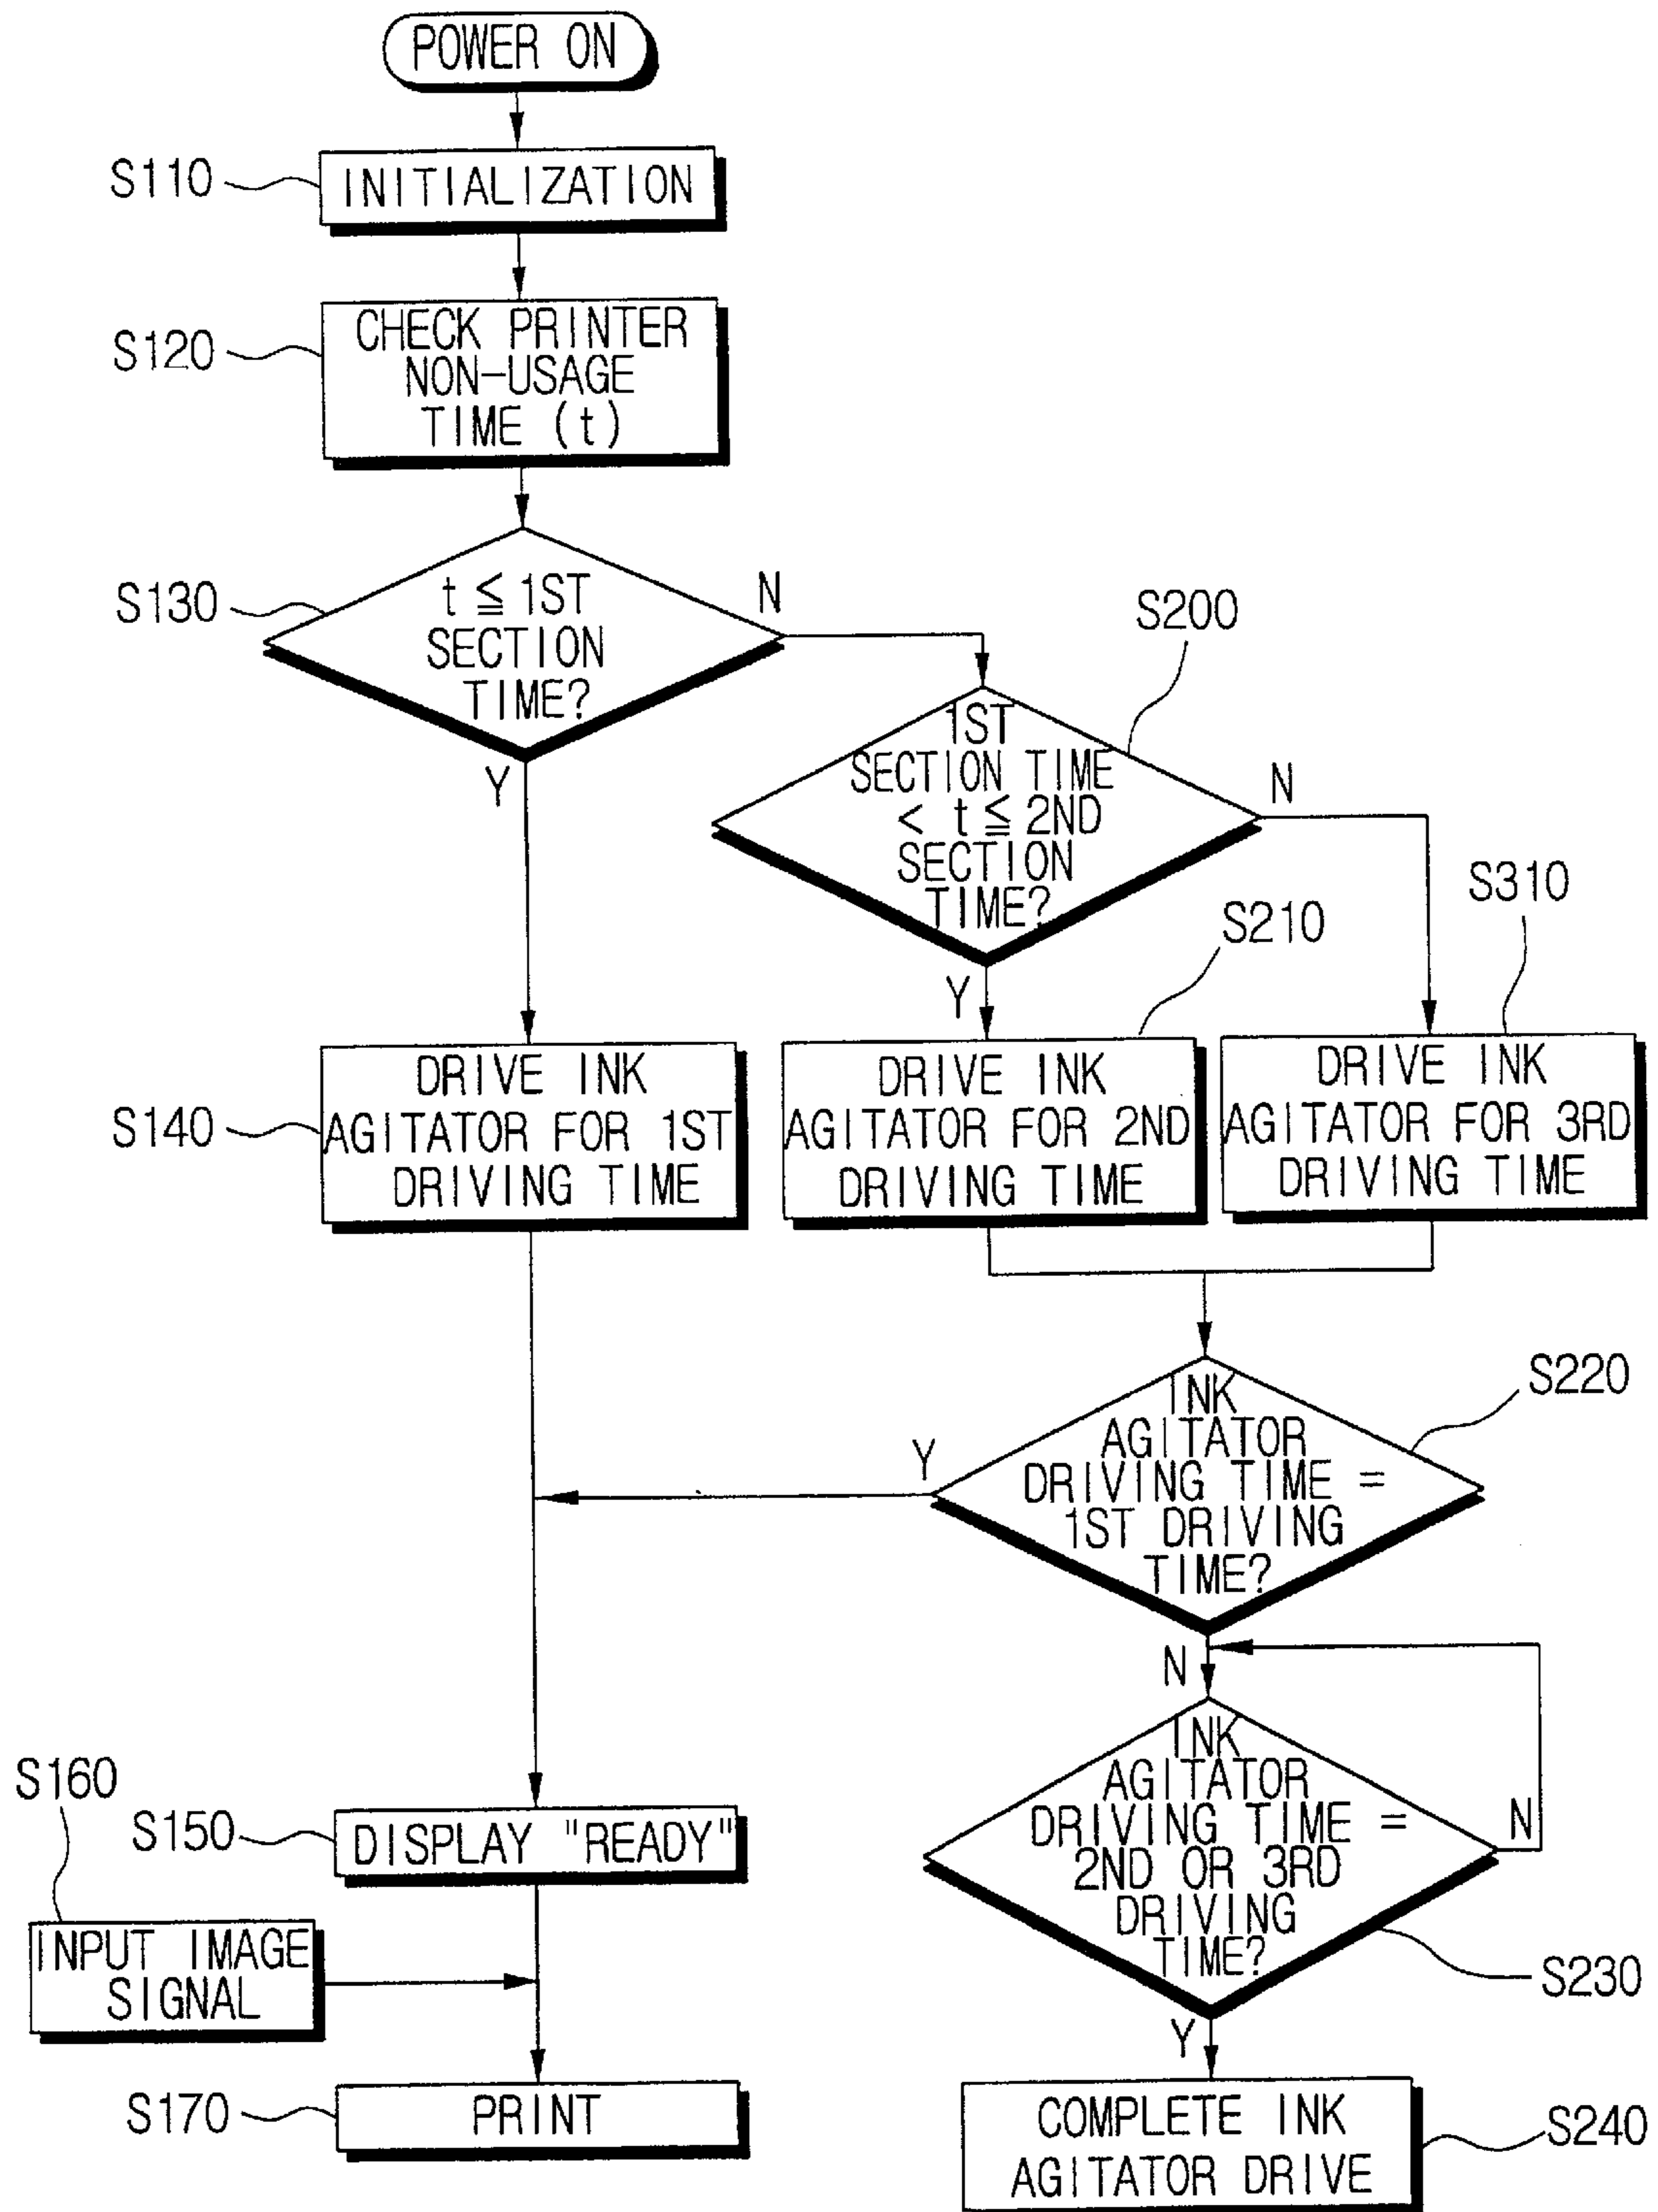 POWER ON
S110
INITIALIZATION
S120
CHECK PRINTER
NON-USAGE
TIME (t)
S130
t ≦ 1ST
SECTION
TIME?
N
Y
S200
1ST
SECTION TIME
< t ≦ 2ND
SECTION
TIME?
N
Y
S210
S310
S140
DRIVE INK
AGITATOR FOR 1ST
DRIVING TIME
DRIVE INK
AGITATOR FOR 2ND
DRIVING TIME
DRIVE INK
AGITATOR FOR 3RD
DRIVING TIME
S220
INK
AGITATOR
DRIVING TIME =
1ST DRIVING
TIME?
Y
N
INK
AGITATOR
DRIVING TIME =
2ND OR 3RD
DRIVING
TIME?
N
S230
Y
S160
S150
DISPLAY "READY"
INPUT IMAGE
SIGNAL
S170
PRINT
COMPLETE INK
AGITATOR DRIVE
S240